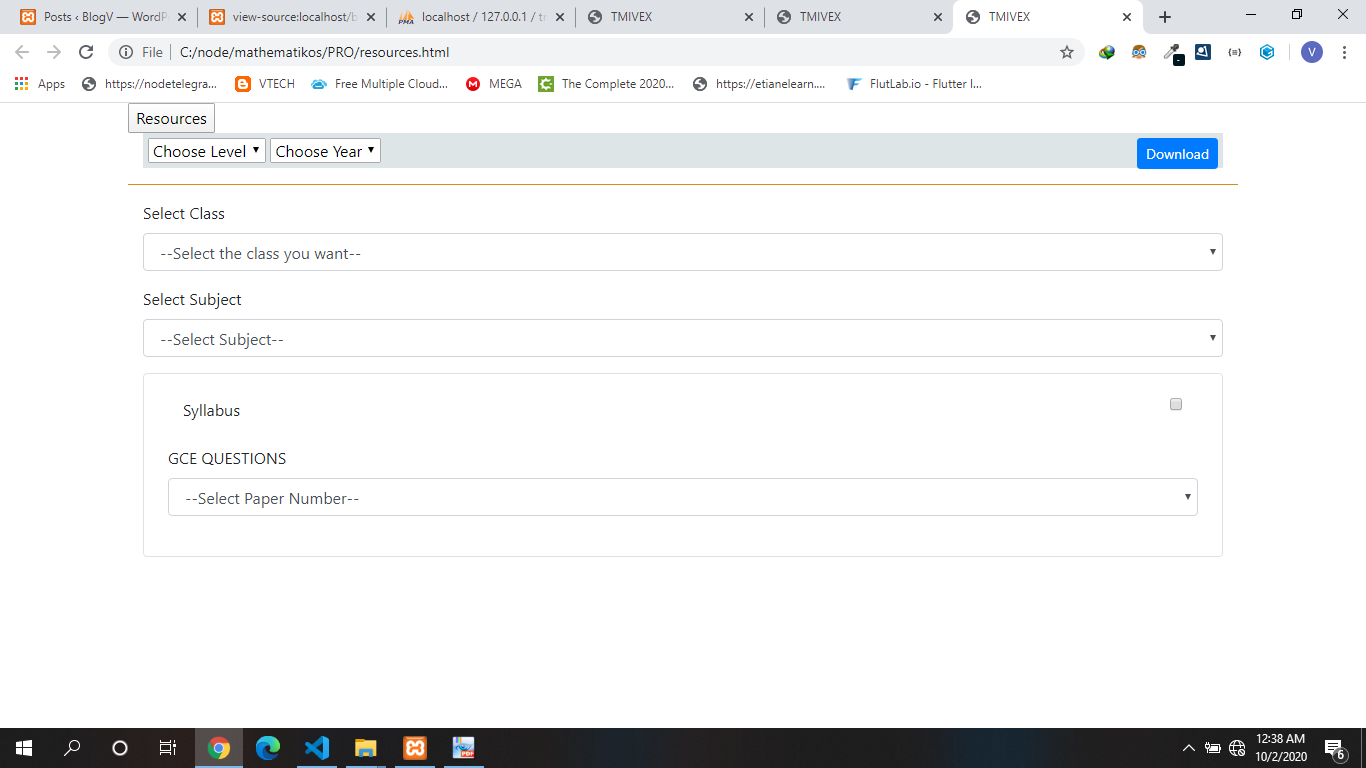 Posts ‹ BlogV — WordP
view-source:localhost/b
localhost / 127.0.0.1 / t
TMIVEX
TMIVEX
TMIVEX
File
C:/node/mathematikos/PRO/resources.html
V
Apps
https://nodetelegra...
VTECH
Free Multiple Cloud...
MEGA
The Complete 2020...
https://etianelearn....
FlutLab.io - Flutter I...
Resources
Choose Level
Choose Year
Download
Select Class
--Select the class you want--
Select Subject
--Select Subject--
Syllabus
GCE QUESTIONS
--Select Paper Number--
12:38 AM
10/2/2020
6